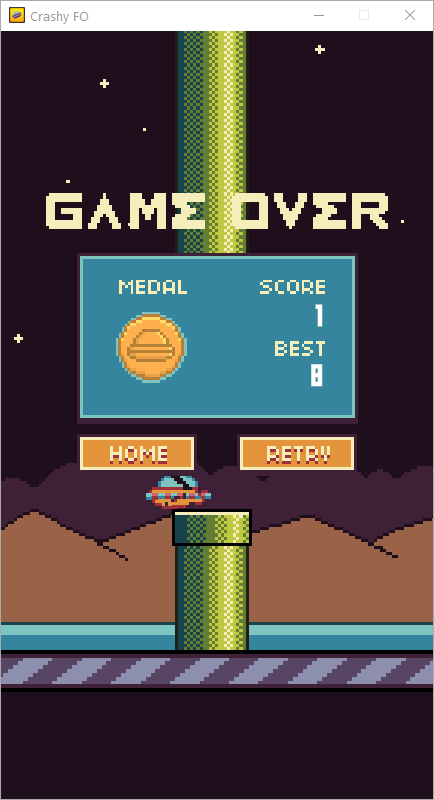 Crashy FO
GAME OVER
MEDAL SCORE
1
BEST
8
HOME RETRY